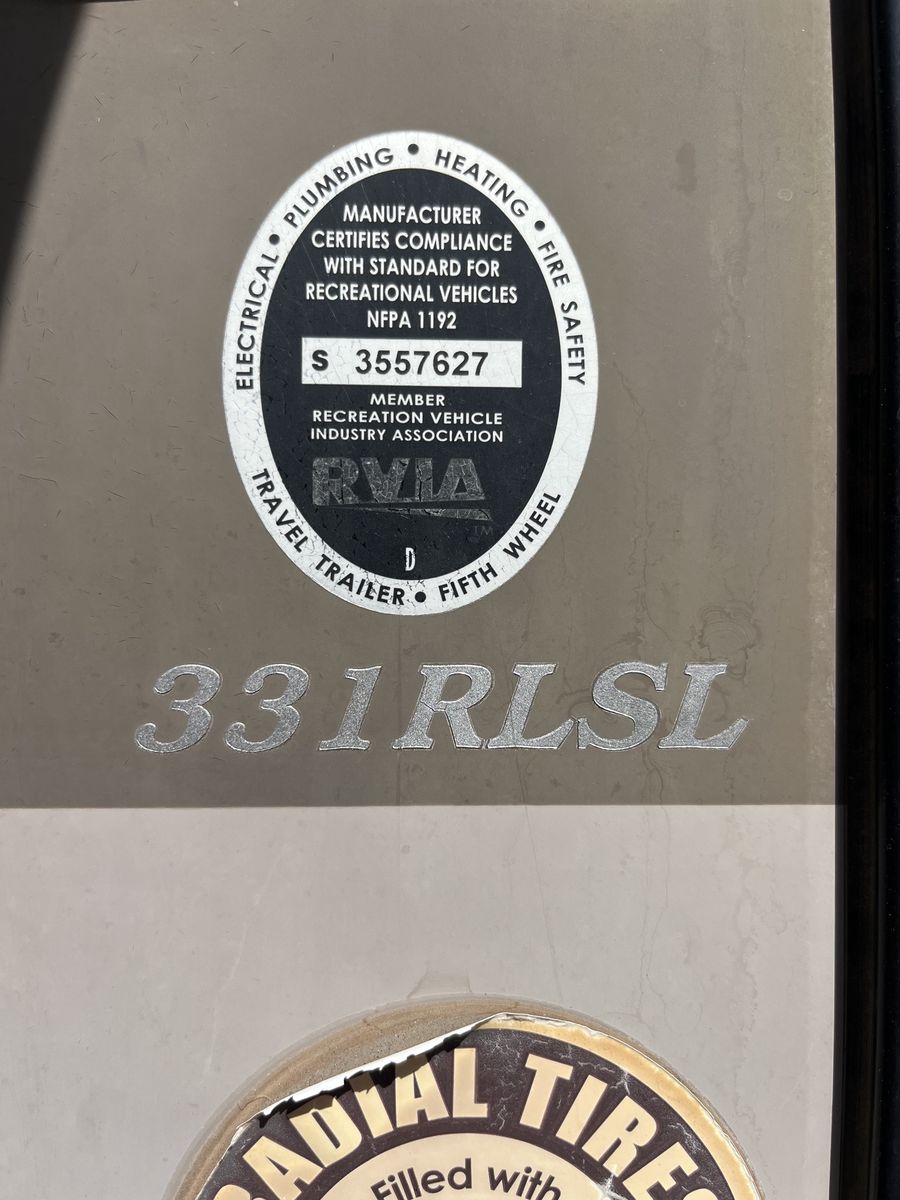 ELECTRICAL • PLUMBING • HEATING • FIRE SAFETY
MANUFACTURER
CERTIFIES COMPLIANCE
WITH STANDARD FOR
RECREATIONAL VEHICLES
NFPA 1192
S 3557627
MEMBER
RECREATION VEHICLE
INDUSTRY ASSOCIATION
RVIA
TM
D
TRAVEL TRAILER • FIFTH WHEEL
331RLSL
RADIAL TIRES
Filled with